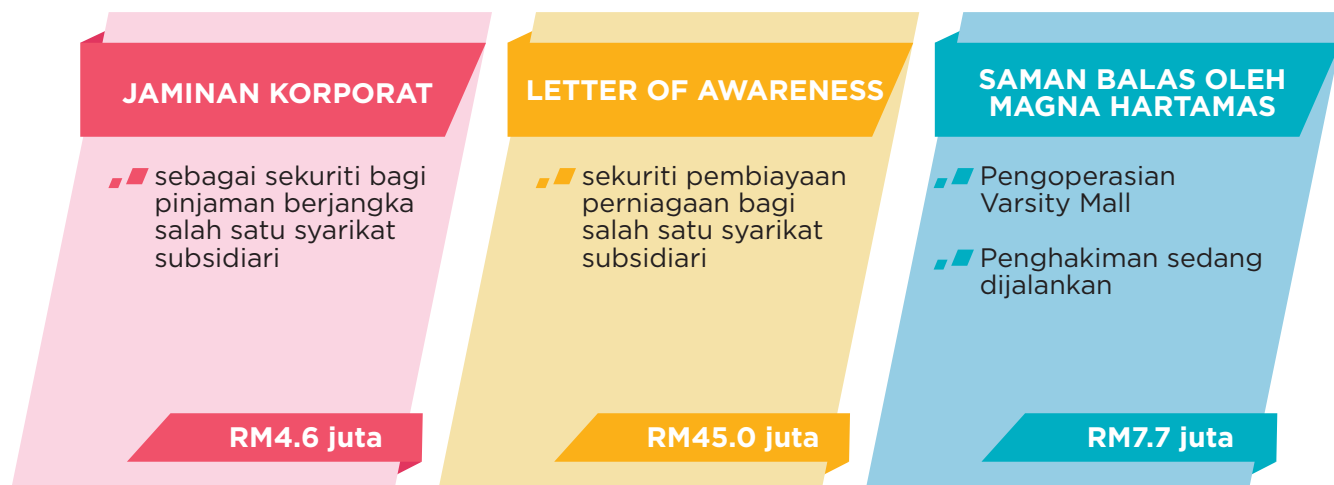 JAMINAN KORPORAT
sebagai sekuriti bagi
pinjaman berjangka
salah satu syarikat
subsidiari
RM4.6 juta
LETTER OF AWARENESS
sekuriti pembiayaan
perniagaan bagi
salah satu syarikat
subsidiari
RM45.0 juta
SAMAN BALAS OLEH
MAGNA HARTAMAS
Pengoperasian
Varsity Mall
Penghakiman sedang
dijalankan
RM7.7 juta